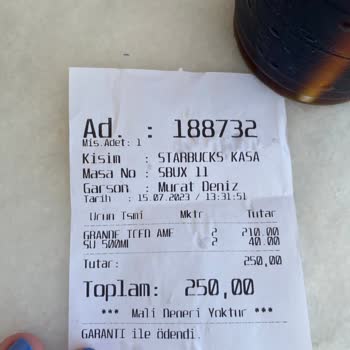 Ad. : 188732
Mis.Adet: 1
Kisim : STARBUCKS KASA
Masa No : SBUX 11
Garson : Murat Deniz
Tarih : 15.07.2023 / 13:31:51
Urun Ismi Mktr Tutar
GRANDE ICED AME 2 210.00
SU 500Ml 2 40.00
Tutar: 250,00
Toplam: 250,00
*** Mali Degeri Yoktur ***
GARANTI ile ödendi.